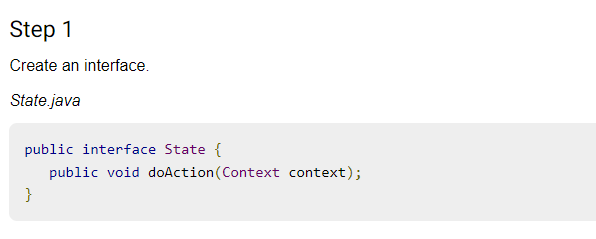 Step 1
Create an interface.
State.java
public interface State {
   public void doAction(Context context);
}